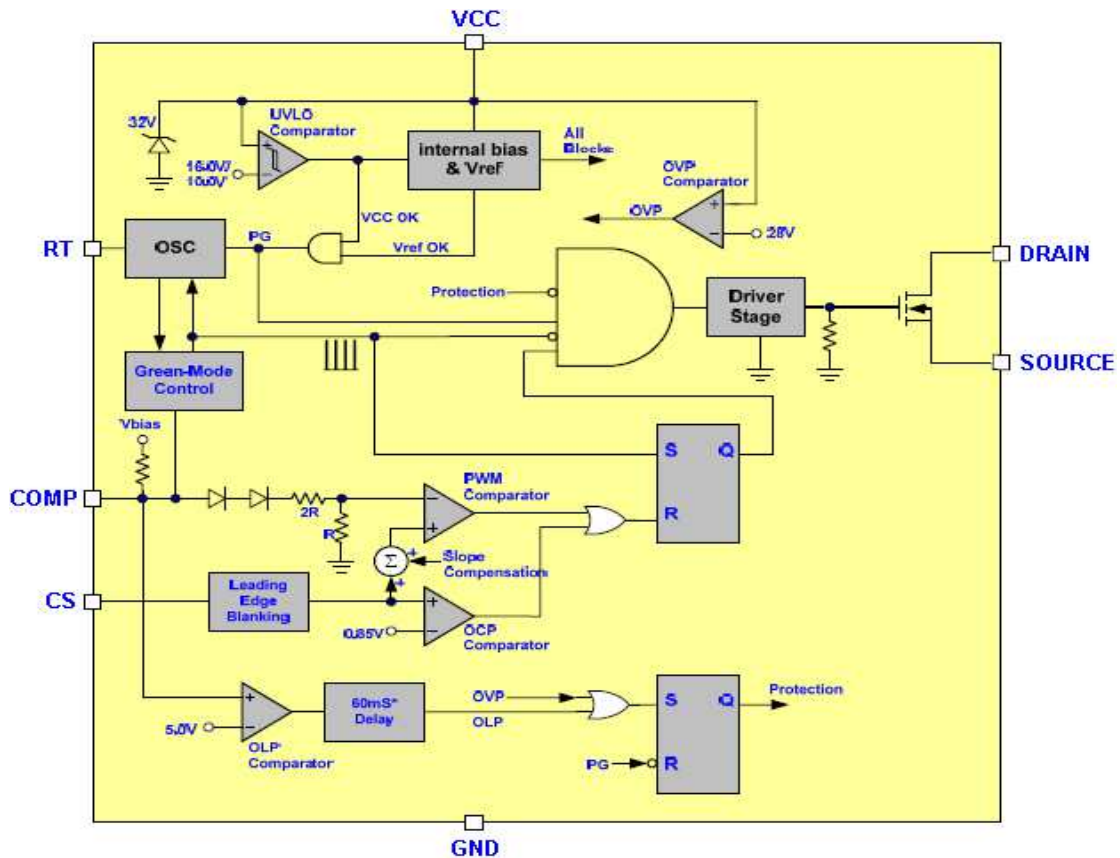 VCC
32V
UVLO
Comparator
16.0V/
10.0V
internal bias
& Vref
All
Blocks
OVP
Comparator
OVP
28V
VCC OK
PG
Vref OK
RT
OSC
DRAIN
Protection
Driver
Stage
SOURCE
Green-Mode
Control
Vbias
COMP
2R
R
PWM
Comparator
S Q
R
Σ
+
+
Slope
Compensation
CS
Leading
Edge
Blanking
0.85V
OCP
Comparator
5.0V
OLP
Comparator
60mS*
Delay
OVP
OLP
S Q
Protection
PG
R
GND